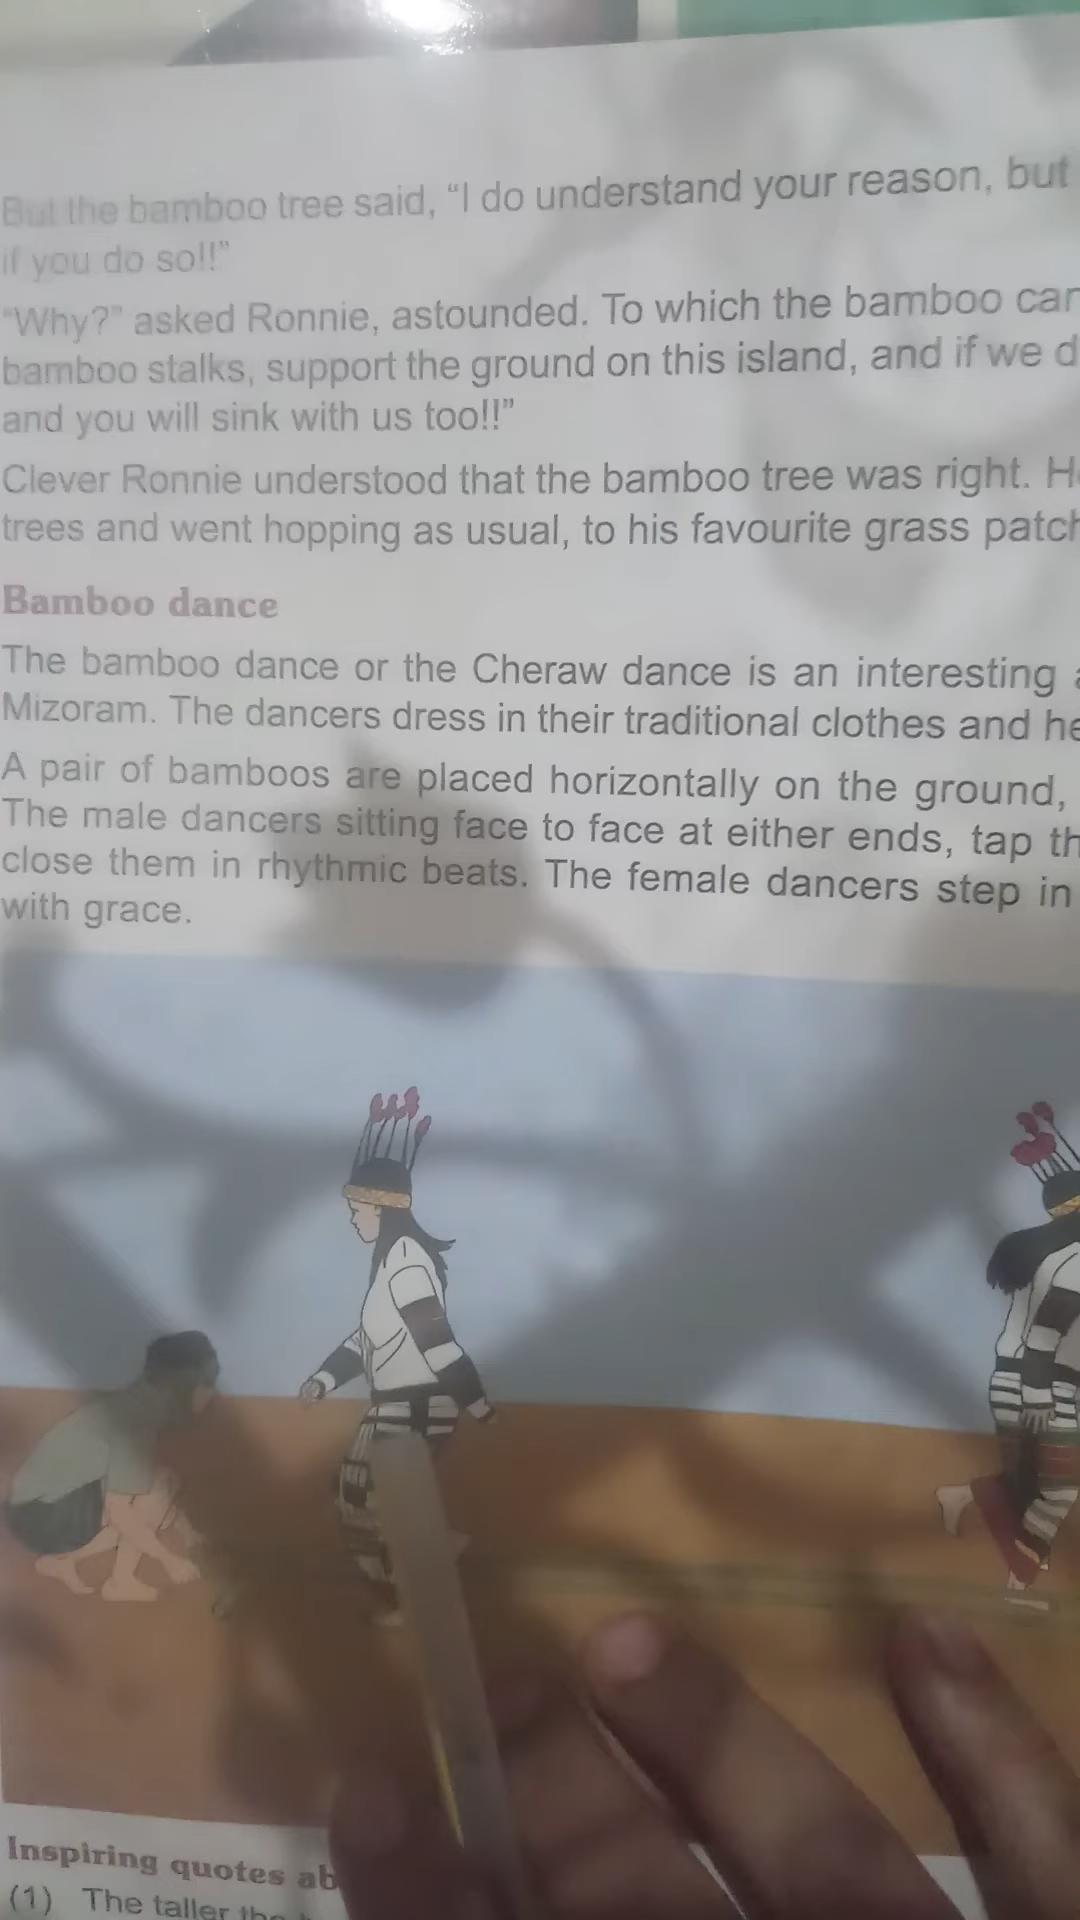 But the bamboo tree said, “I do understand your reason, but
if you do so!!”
“Why?” asked Ronnie, astounded. To which the bamboo
bamboo stalks, support the ground on this island, and if we
and you will sink with us too!!”
Clever Ronnie understood that the bamboo tree was right.
trees and went hopping as usual, to his favourite grass
Bamboo dance
The bamboo dance or the Cheraw dance is an interesting
Mizoram. The dancers dress in their traditional clothes and
A pair of bamboos are placed horizontally on the ground,
The male dancers sitting face to face at either ends, tap
close them in rhythmic beats. The female dancers step in
with grace.
Inspiring quotes
(1) The taller the